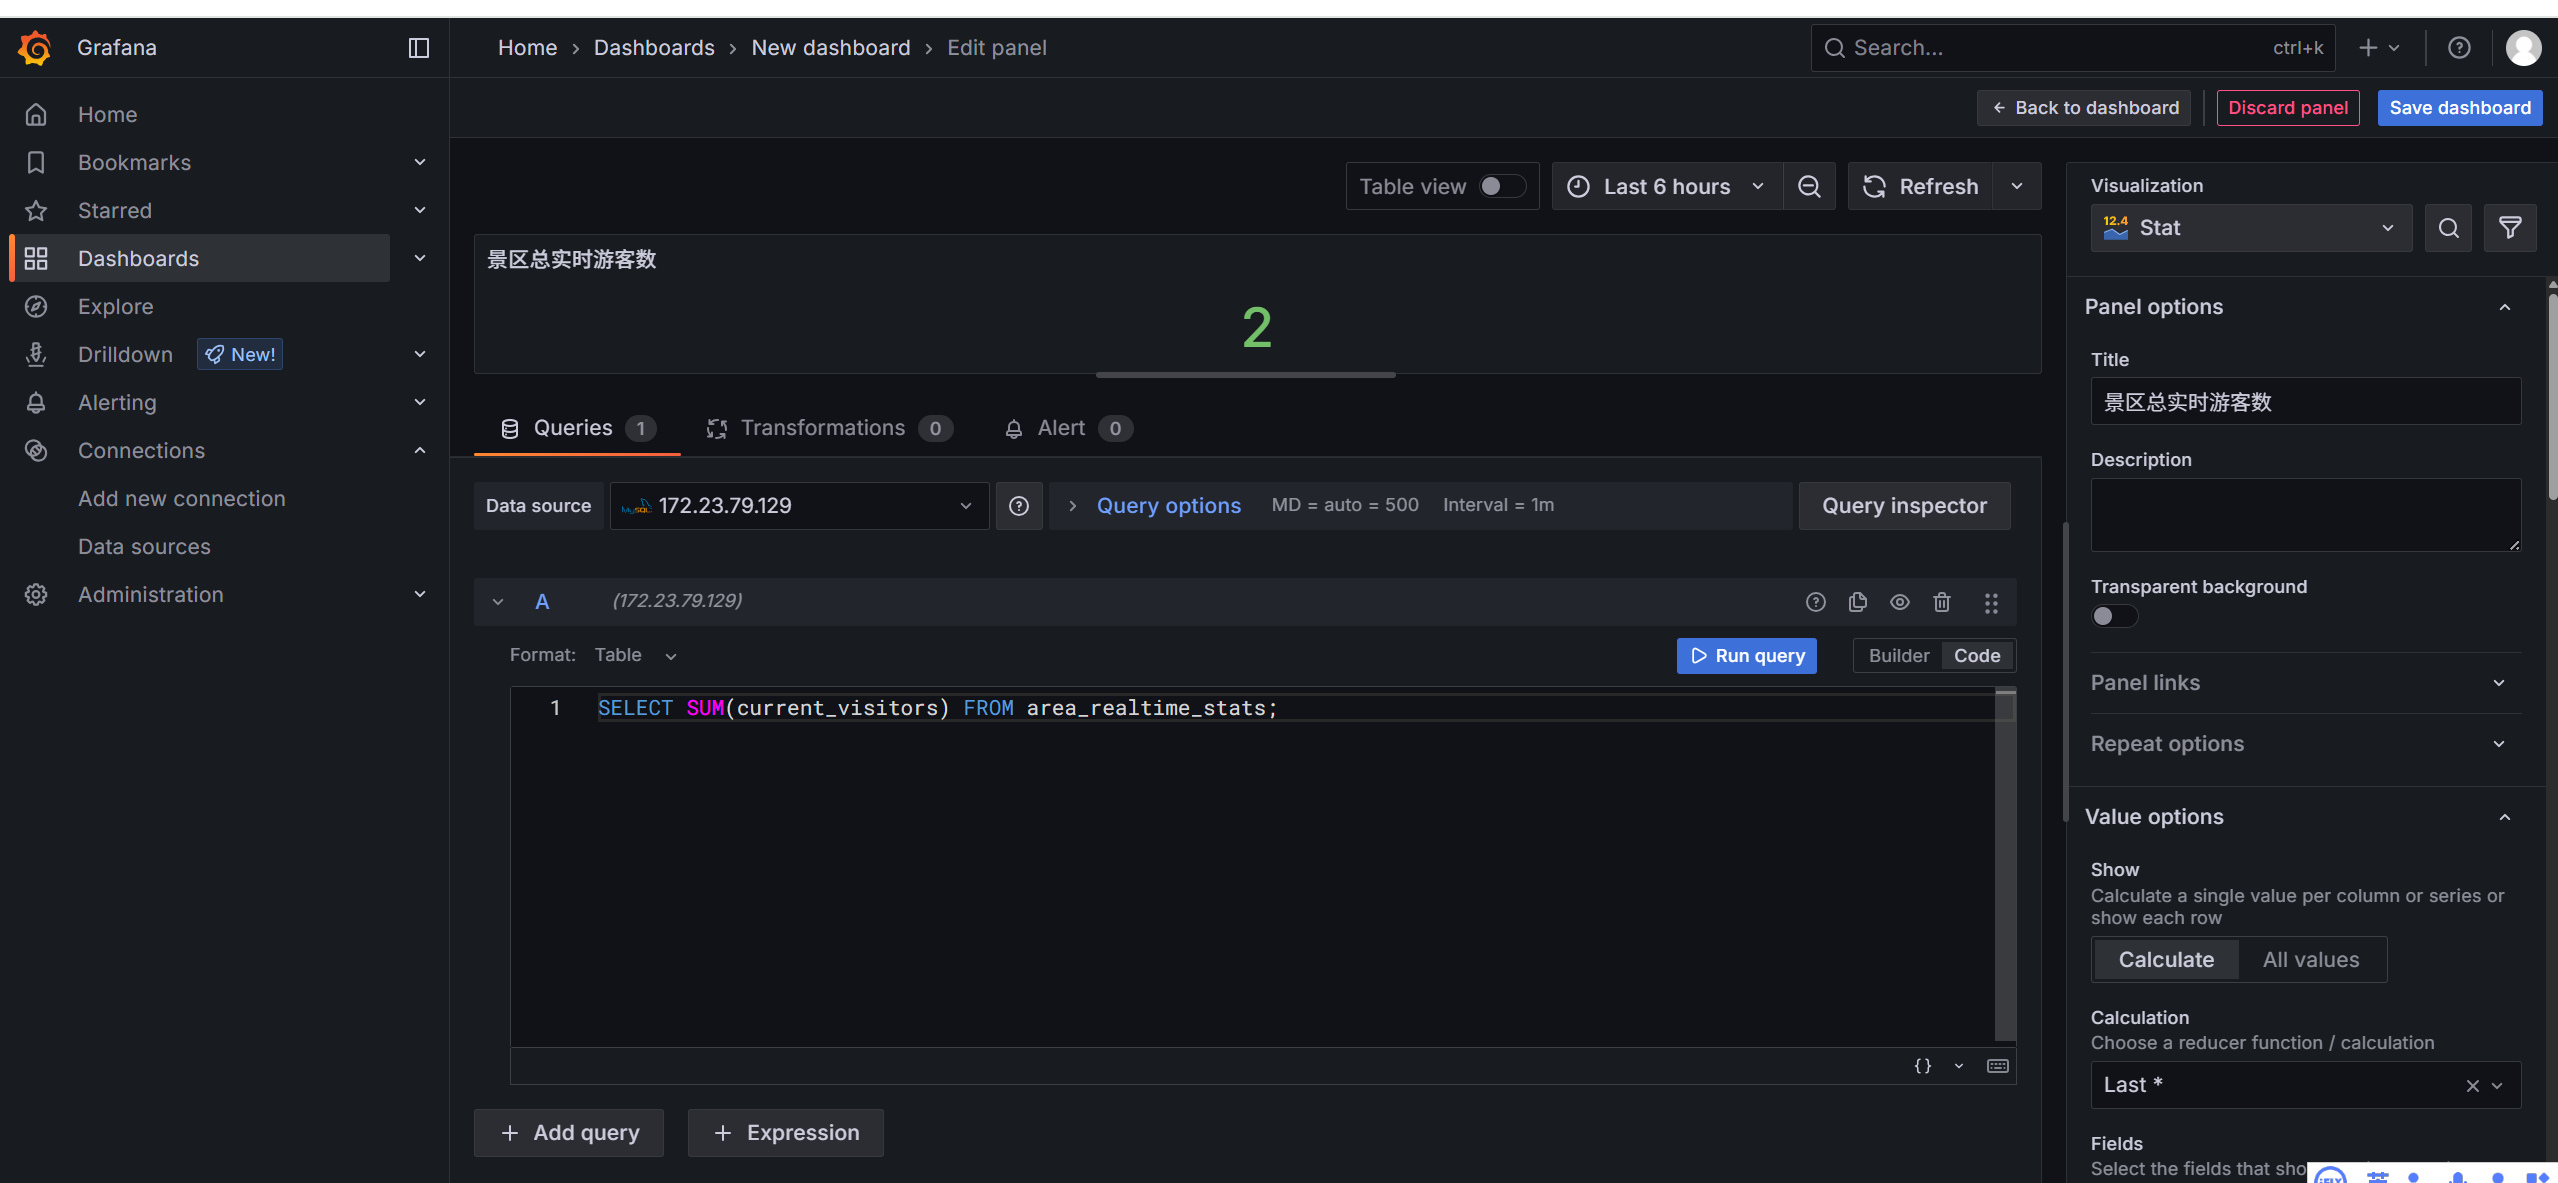 Grafana
Home › Dashboards › New dashboard › Edit panel
Search...
ctrl+k
Home
Bookmarks
Starred
Dashboards
Explore
Drilldown
New!
Alerting
Connections
Add new connection
Data sources
Administration
Back to dashboard
Discard panel
Save dashboard
Table view
Last 6 hours
Refresh
景区总实时游客数
2
Queries 1
Transformations 0
Alert 0
Data source
MySQL 172.23.79.129
Query options
MD = auto = 500
Interval = 1m
Query inspector
A
(172.23.79.129)
Format: Table
Run query
Builder
Code
1 SELECT SUM(current_visitors) FROM area_realtime_stats;
{}
+ Add query
+ Expression
Visualization
12.4 Stat
Panel options
Title
景区总实时游客数
Description
Transparent background
Panel links
Repeat options
Value options
Show
Calculate a single value per column or series or
show each row
Calculate
All values
Calculation
Choose a reducer function / calculation
Last *
Fields
Select the fields that